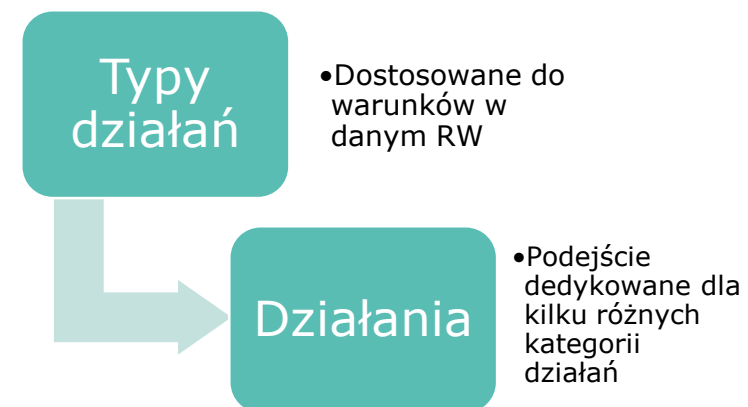 Typy
działań
•Dostosowane do
warunków w
danym RW
Działania
•Podejście
dedykowane dla
kilku różnych
kategorii
działań